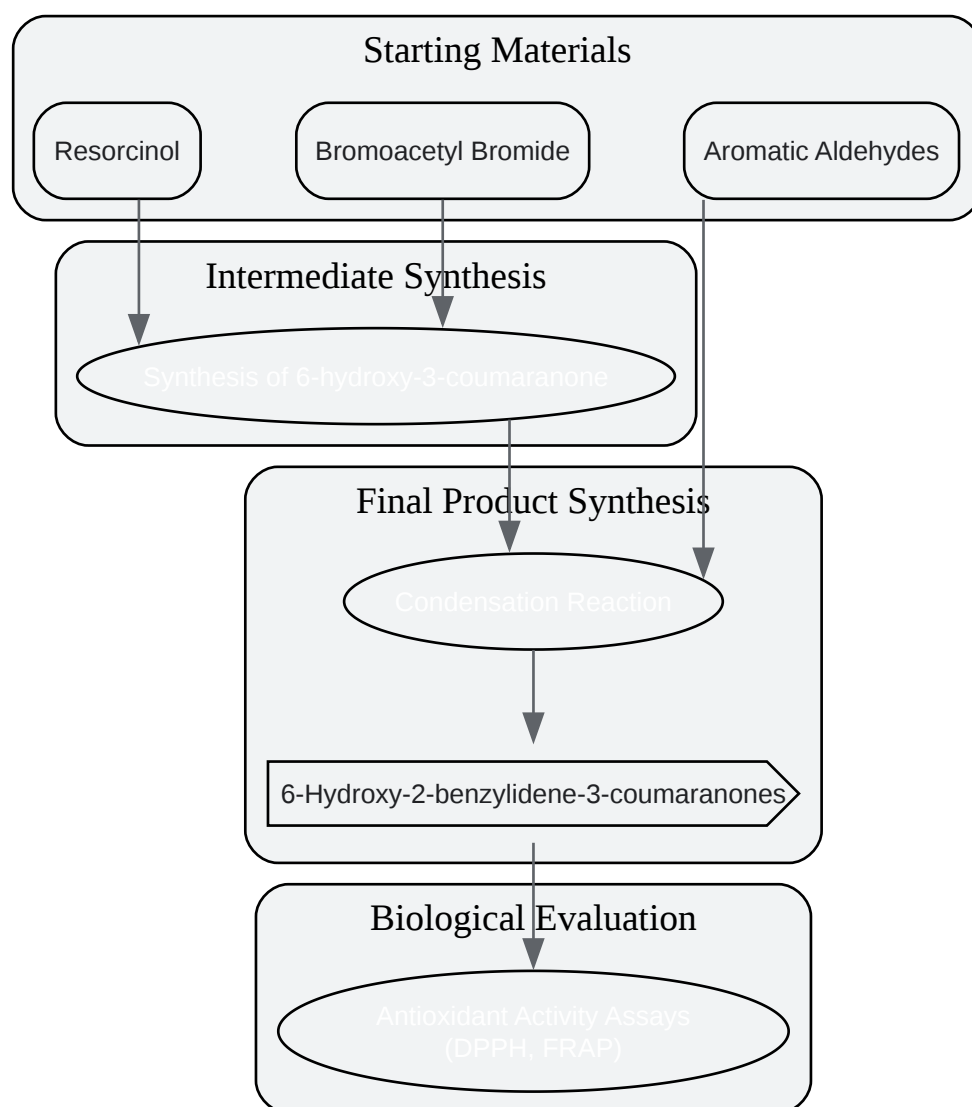 Starting Materials
Resorcinol
Bromoacetyl Bromide
Aromatic Aldehydes
Intermediate Synthesis
Synthesis of 6-hydroxy-3-coumaranone
Final Product Synthesis
Condensation Reaction
6-Hydroxy-2-benzylidene-3-coumaranones
Biological Evaluation
Antioxidant Activity Assays
(DPPH, FRAP)